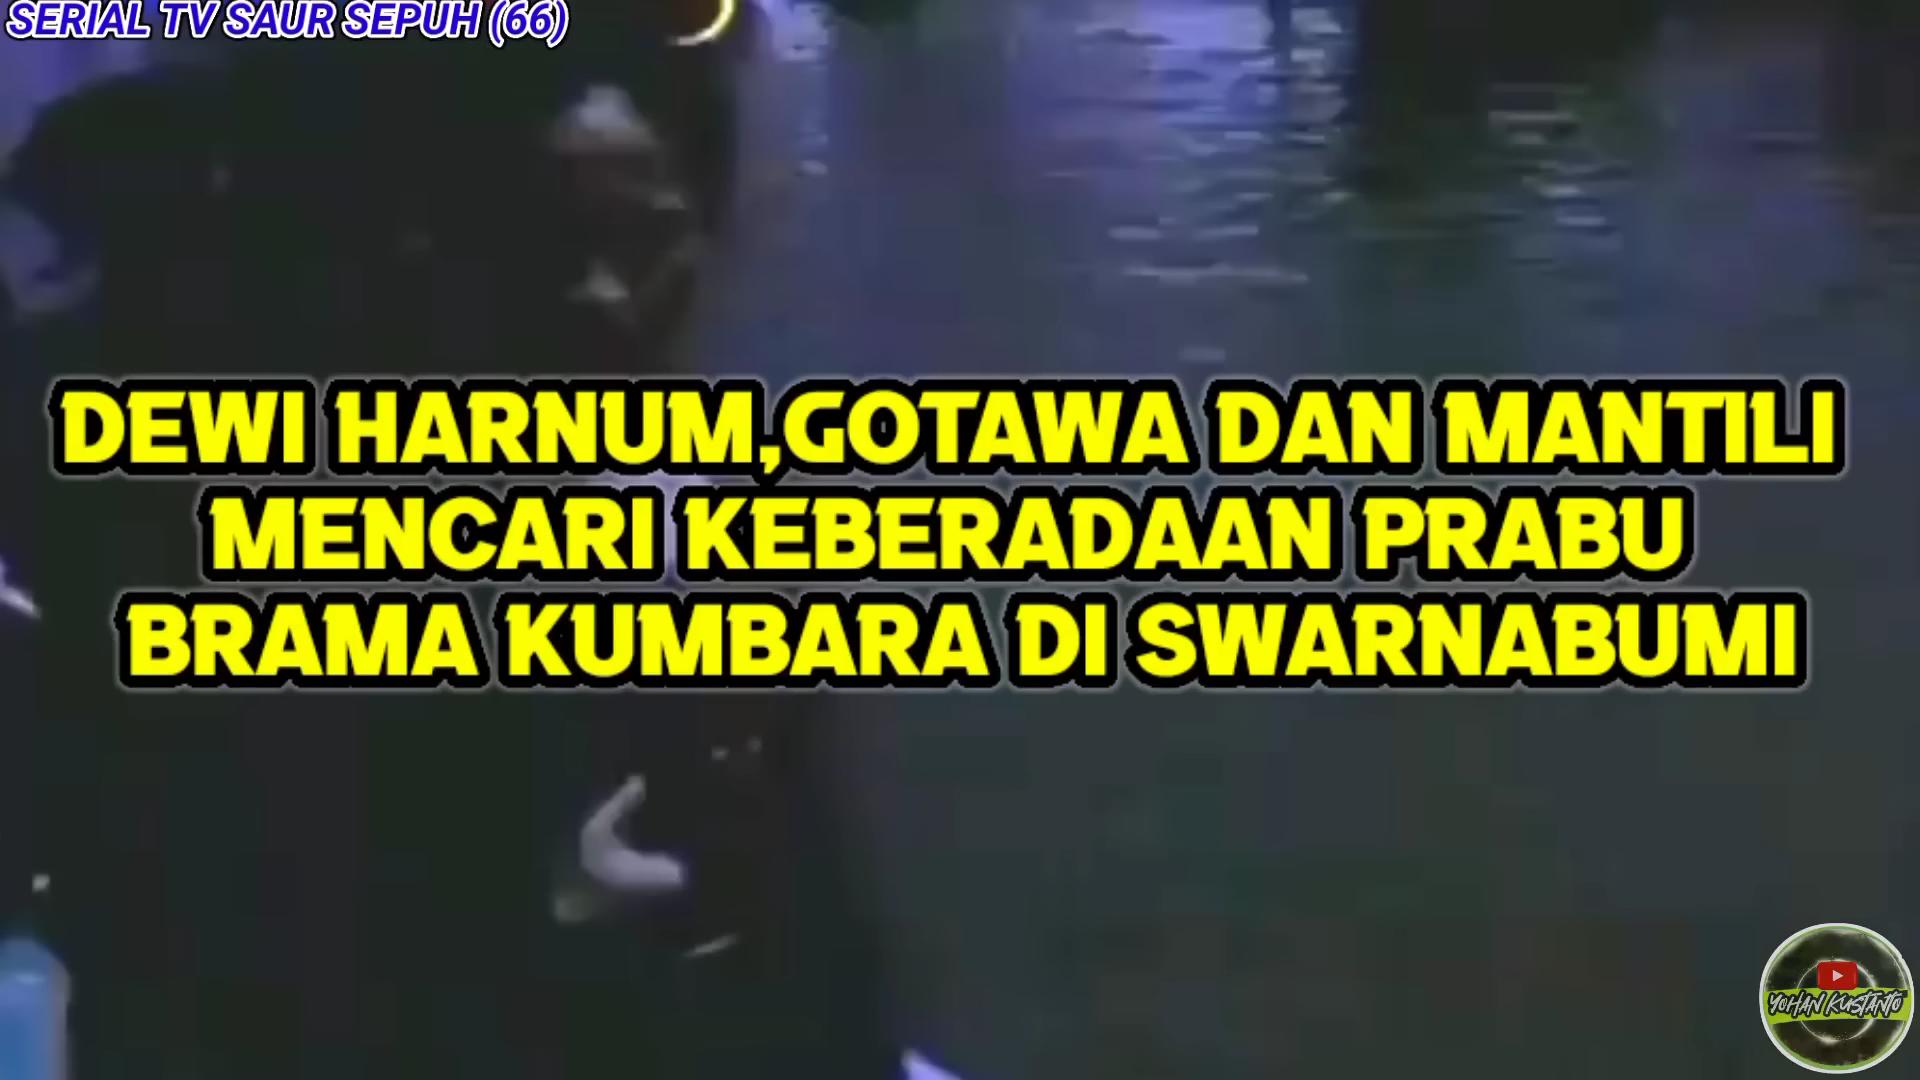 SERIAL TV SAUR SEPUH (66)
DEWI HARNUM,GOTAWA DAN MANTILI
MENCARI KEBERADAAN PRABU
BRAMA KUMBARA DI SWARNABUMI
YOHAN KUSTANTO